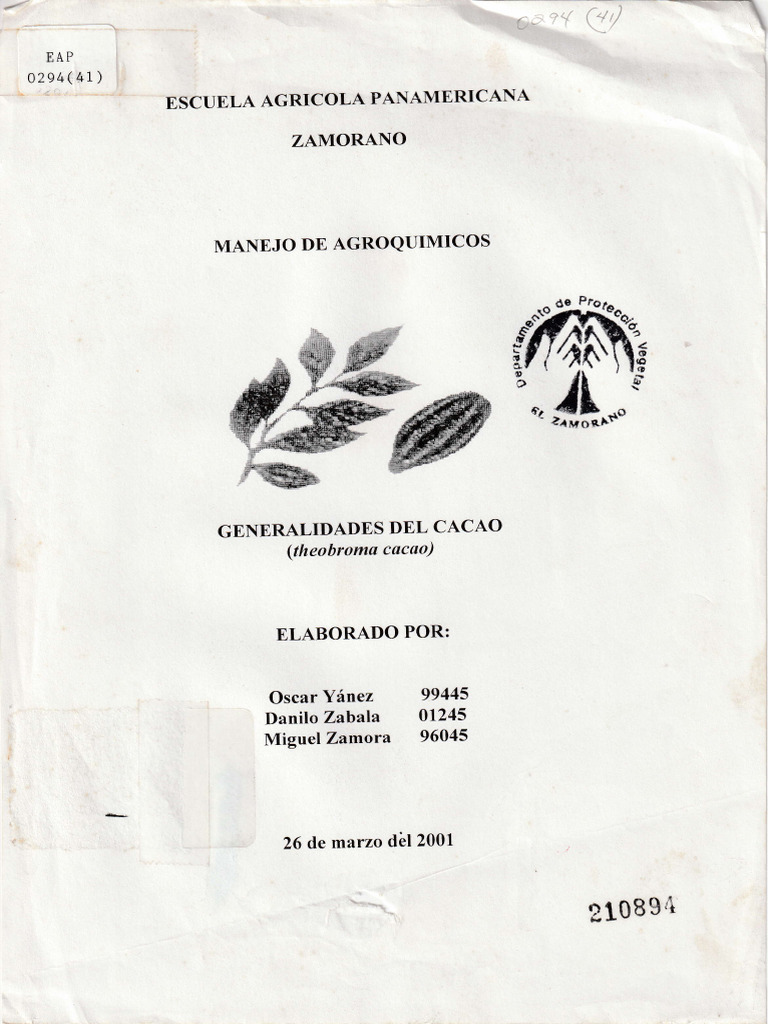 0294 (41)
EAP
0294(41)
ESCUELA AGRICOLA PANAMERICANA
ZAMORANO
MANEJO DE AGROQUIMICOS
Departamento de Protección Vegetal
EL ZAMORANO
GENERALIDADES DEL CACAO
(theobroma cacao)
ELABORADO POR:
Oscar Yánez 99445
Danilo Zabala 01245
Miguel Zamora 96045
26 de marzo del 2001
210894